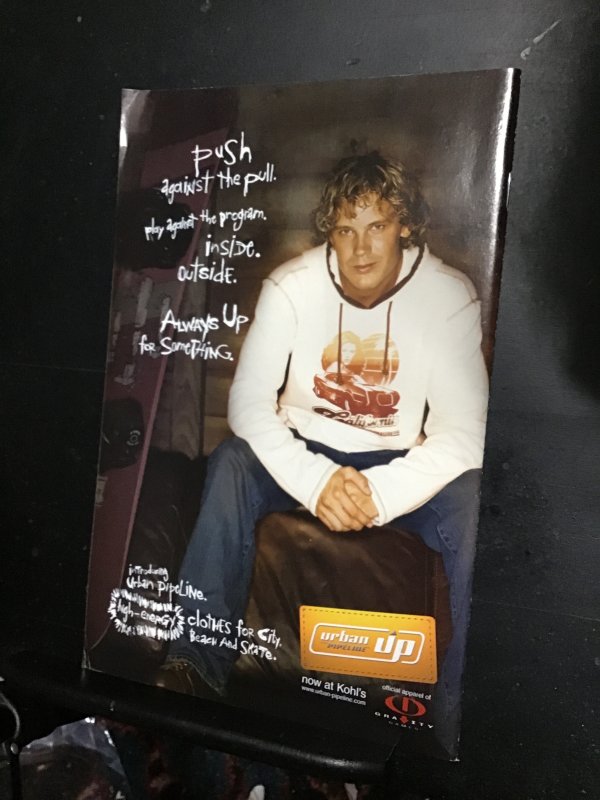 push
against the pull.
play against the program.
inside.
outside.
Always Up
for Something.
introducing
Urban pipeline.
high-energy clothes for City,
Beach And Skate.
urban up
PIPELINE
now at Kohl's
www.urban-pipeline.com
official apparel of
GRAVITY
GAMES